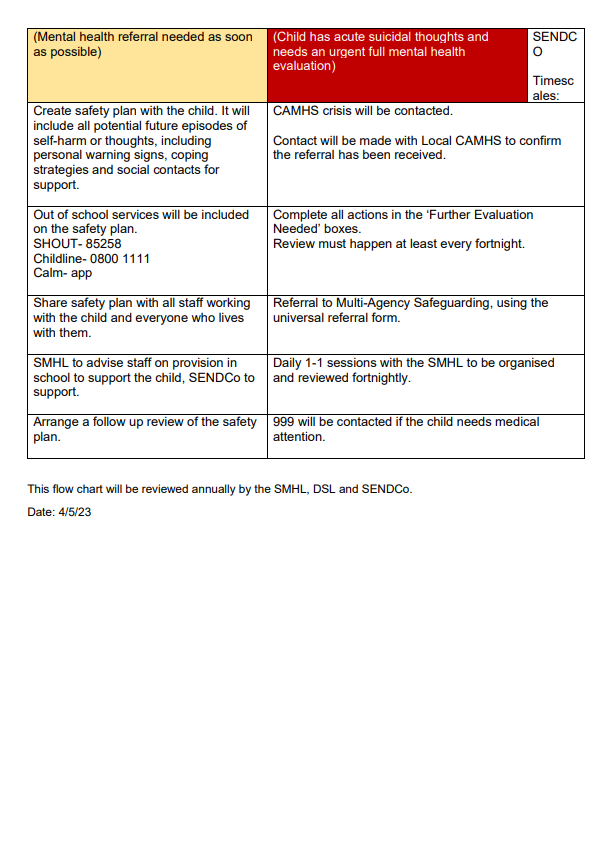 (Mental health referral needed as soon
as possible)
(Child has acute suicidal thoughts and
needs an urgent full mental health
evaluation)
SENDC
O
Timesc
ales:
Create safety plan with the child. It will
include all potential future episodes of
self-harm or thoughts, including
personal warning signs, coping
strategies and social contacts for
support.
CAMHS crisis will be contacted.
Contact will be made with Local CAMHS to confirm
the referral has been received.
Out of school services will be included
on the safety plan.
SHOUT- 85258
Childline- 0800 1111
Calm- app
Complete all actions in the ‘Further Evaluation
Needed’ boxes.
Review must happen at least every fortnight.
Share safety plan with all staff working
with the child and everyone who lives
with them.
Referral to Multi-Agency Safeguarding, using the
universal referral form.
SMHL to advise staff on provision in
school to support the child, SENDCo to
support.
Daily 1-1 sessions with the SMHL to be organised
and reviewed fortnightly.
Arrange a follow up review of the safety
plan.
999 will be contacted if the child needs medical
attention.
This flow chart will be reviewed annually by the SMHL, DSL and SENDCo.
Date: 4/5/23